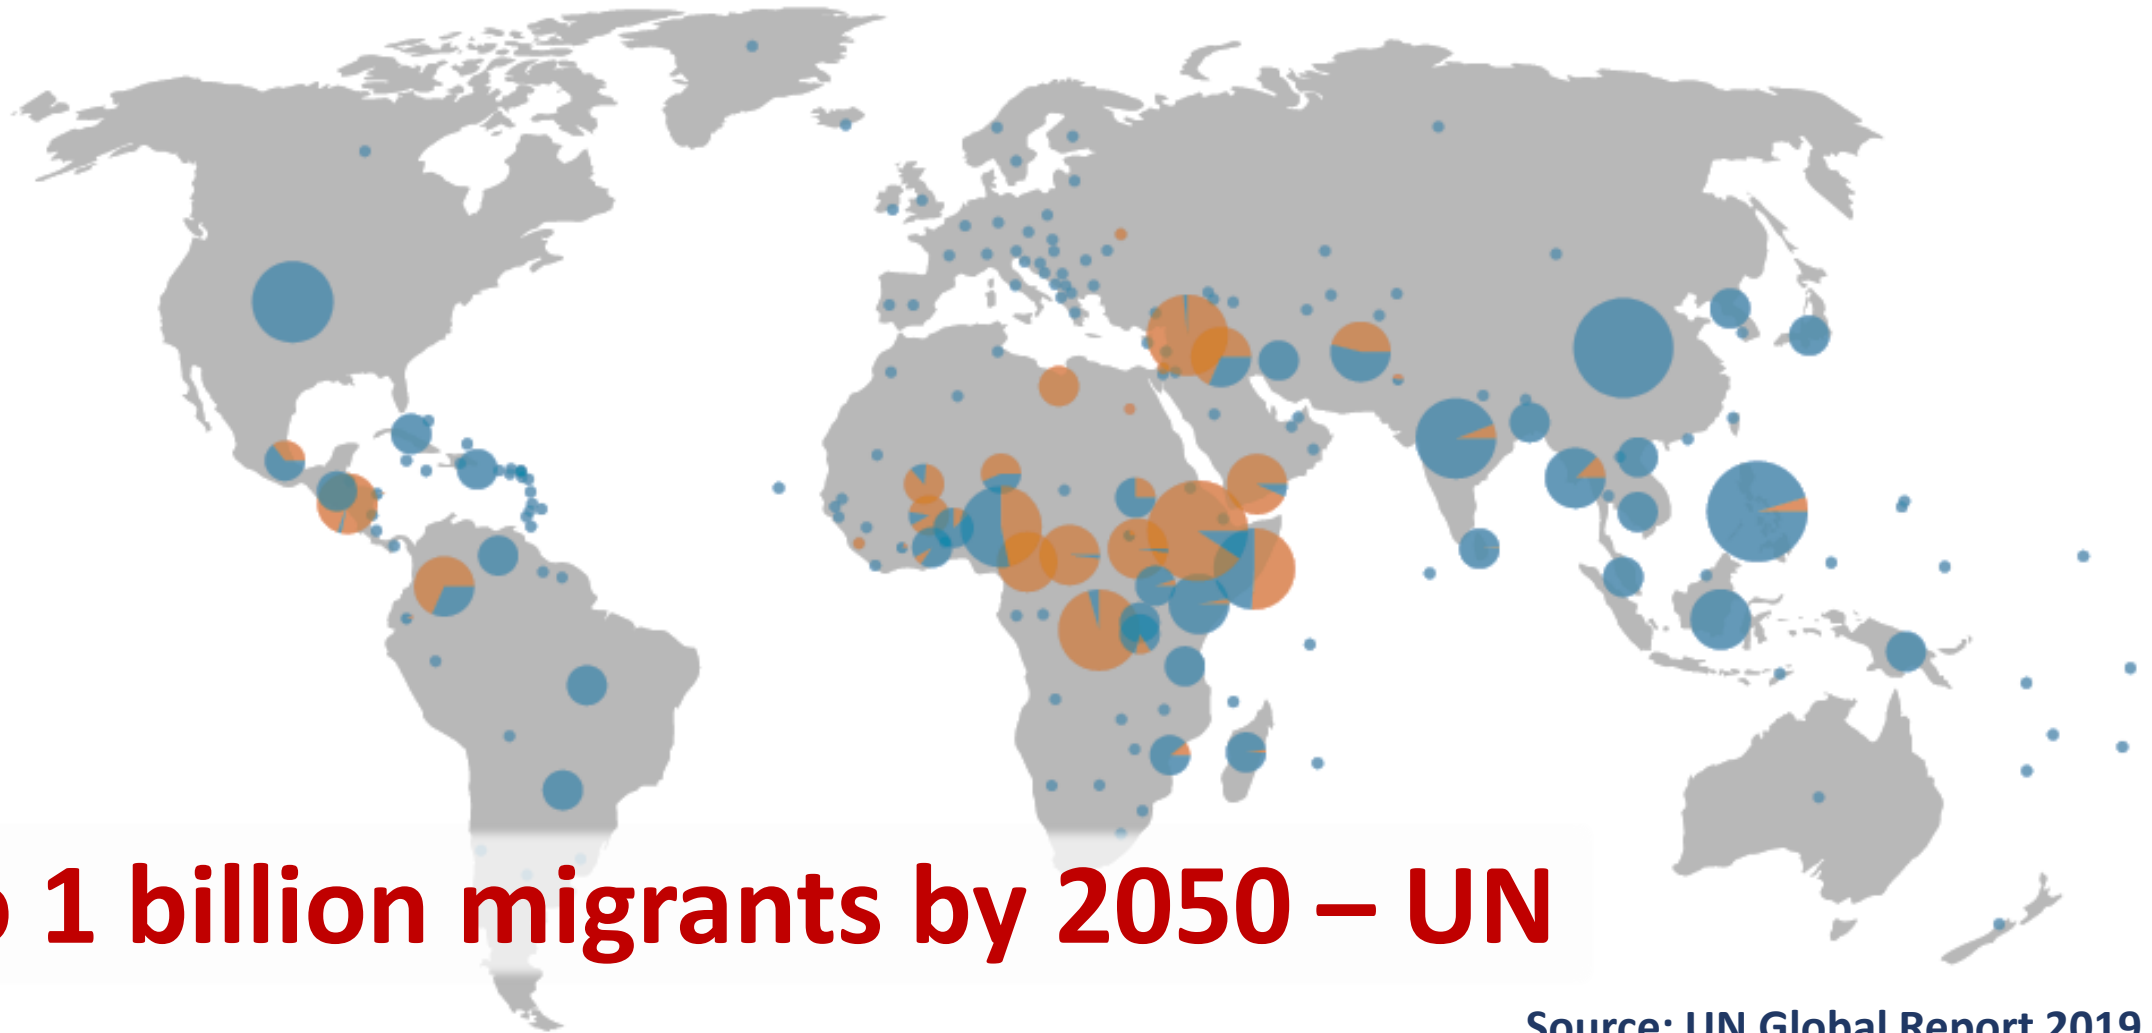 1 billion migrants by 2050 – UN
Source: UN Global Report 2019